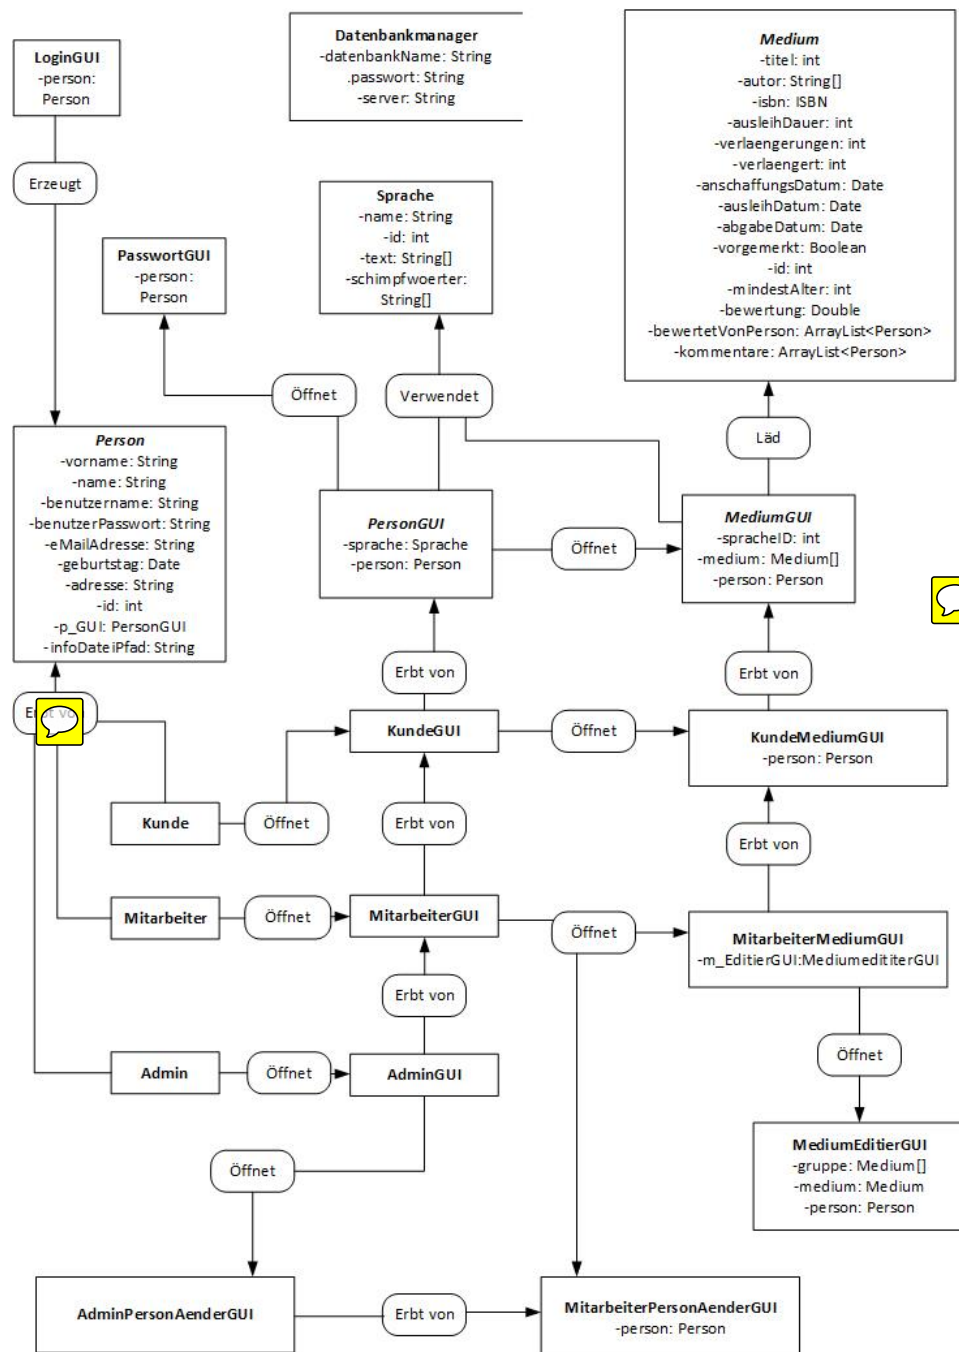 LoginGUI
-person:
Person
Datenbankmanager
-datenbankName: String
.passwort: String
-server: String
Medium
-titel: int
-autor: String[]
-isbn: ISBN
-ausleihDauer: int
-verlaengerungen: int
-verlaengert: int
-anschaffungsDatum: Date
-ausleihDatum: Date
-abgabeDatum: Date
-vorgemerkt: Boolean
-id: int
-mindestAlter: int
-bewertung: Double
-bewertetVonPerson: ArrayList<Person>
-kommentare: ArrayList<Person>
Erzeugt
Sprache
-name: String
-id: int
-text: String[]
-schimpfwoerter:
String[]
PasswortGUI
-person:
Person
Öffnet
Verwendet
Läd
Person
-vorname: String
-name: String
-benutzername: String
-benutzerPasswort: String
-eMailAdresse: String
-geburtstag: Date
-adresse: String
-id: int
-p_GUI: PersonGUI
-infoDateiPfad: String
PersonGUI
-sprache: Sprache
-person: Person
Öffnet
MediumGUI
-spracheID: int
-medium: Medium[]
-person: Person
Erbt von
Erbt von
Erbt von
KundeGUI
Öffnet
KundeMediumGUI
-person: Person
Kunde
Öffnet
Erbt von
Erbt von
Mitarbeiter
Öffnet
MitarbeiterGUI
Öffnet
MitarbeiterMediumGUI
-m_EditierGUI:MediumedititerGUI
Erbt von
Admin
Öffnet
AdminGUI
Öffnet
Öffnet
MediumEditierGUI
-gruppe: Medium[]
-medium: Medium
-person: Person
AdminPersonAenderGUI
Erbt von
MitarbeiterPersonAenderGUI
-person: Person